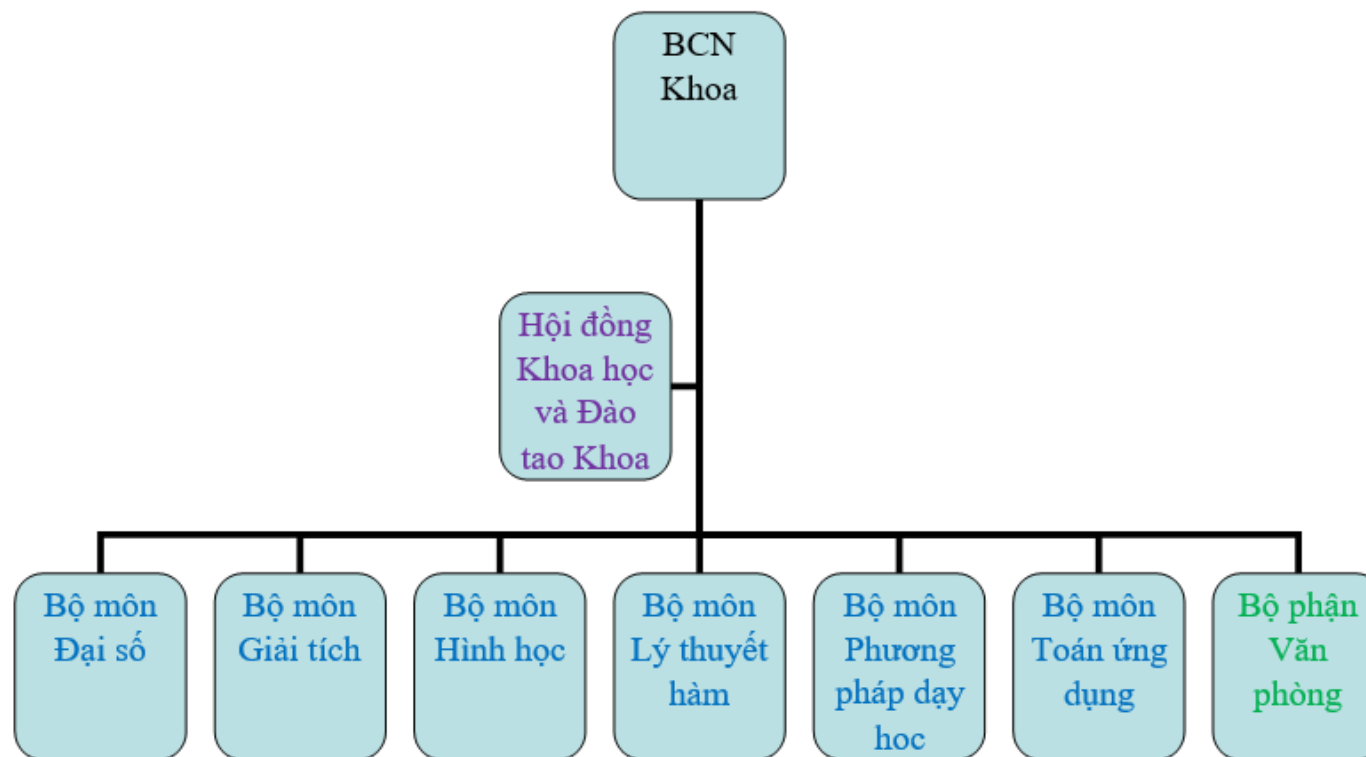 BCN
Khoa
Hội đồng
Khoa học
và Đào
tao Khoa
Bộ môn
Đại số
Bộ môn
Giải tích
Bộ môn
Hình học
Bộ môn
Lý thuyết
hàm
Bộ môn
Phương
pháp dạy
hoc
Bộ môn
Toán ứng
dụng
Bộ phận
Văn
phòng